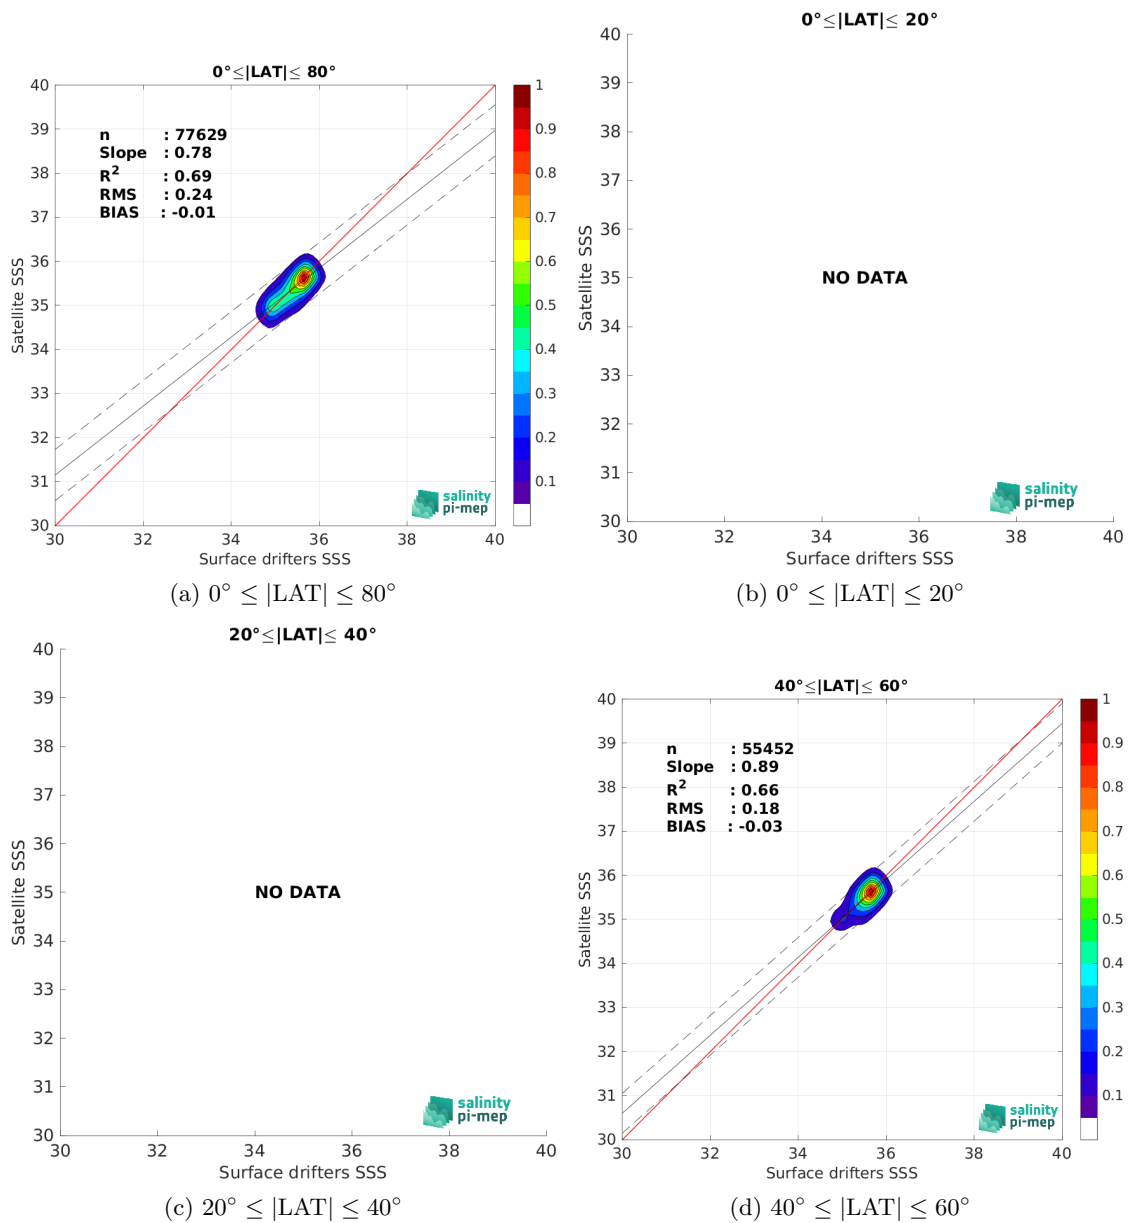 0°≤|LAT|≤ 80°
n : 77629
Slope : 0.78
R² : 0.69
RMS : 0.24
BIAS : -0.01
40
39
38
37
36
35
34
33
32
31
30
30 32 34 36 38 40
Satellite SSS
Surface drifters SSS
1
0.9
0.8
0.7
0.6
0.5
0.4
0.3
0.2
0.1
salinity
pi-mep
(a) 0° ≤ |LAT| ≤ 80°
0°≤|LAT|≤ 20°
40
39
38
37
36
35
34
33
32
31
30
30 32 34 36 38 40
Satellite SSS
NO DATA
Surface drifters SSS
salinity
pi-mep
(b) 0° ≤ |LAT| ≤ 20°
20°≤|LAT|≤ 40°
40
39
38
37
36
35
34
33
32
31
30
30 32 34 36 38 40
Satellite SSS
NO DATA
Surface drifters SSS
salinity
pi-mep
(c) 20° ≤ |LAT| ≤ 40°
40°≤|LAT|≤ 60°
n : 55452
Slope : 0.89
R² : 0.66
RMS : 0.18
BIAS : -0.03
40
39
38
37
36
35
34
33
32
31
30
30 32 34 36 38 40
Satellite SSS
Surface drifters SSS
1
0.9
0.8
0.7
0.6
0.5
0.4
0.3
0.2
0.1
salinity
pi-mep
(d) 40° ≤ |LAT| ≤ 60°